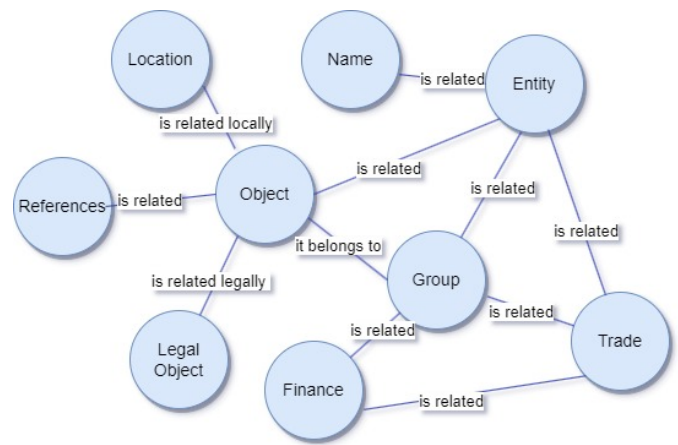 Location
Name
Entity
is related
is related locally
is related
References
is related
Object
is related
it belongs to
is related
is related legally
Group
is related
is related
Trade
Legal
Object
Finance
is related